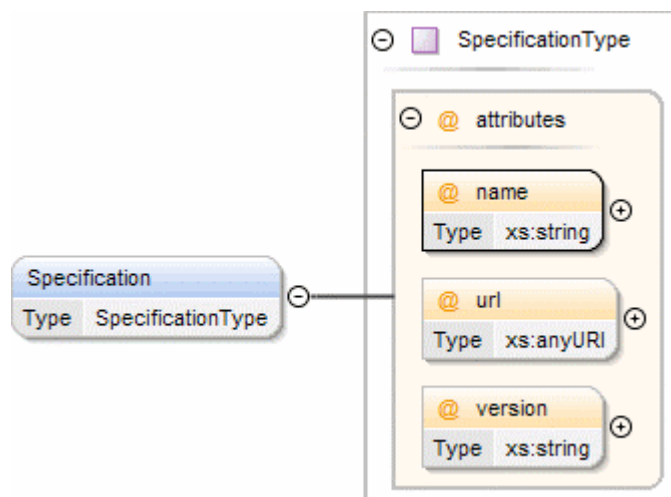 SpecificationType
@ attributes
@ name
Type xs:string
Specification
Type SpecificationType
@ url
Type xs:anyURI
@ version
Type xs:string